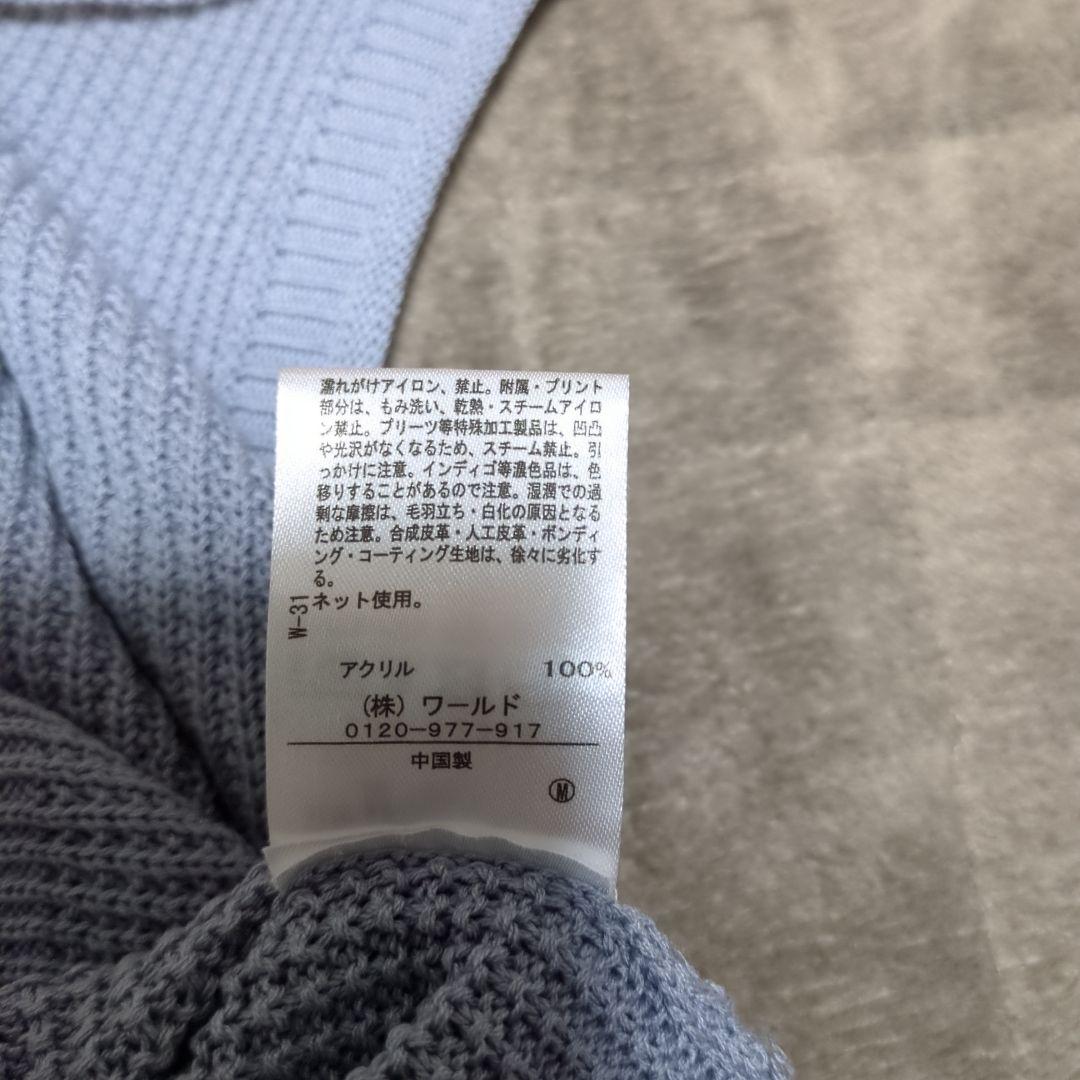 濡れがけアイロン、禁止。附属・プリント
部分は、もみ洗い、乾熱・スチームアイロ
ン禁止。プリーツ等特殊加工製品は、凹凸
や光沢がなくなるため、スチーム禁止。引
っかけに注意。インディゴ等濃色品は、色
移りすることがあるので注意。湿潤での過
剰な摩擦は、毛羽立ち・白化の原因となる
ため注意。合成皮革・人工皮革・ボンディ
ング・コーティング生地は、徐々に劣化す
る。
ネット使用。
W-31
アクリル 100%
(株) ワールド
0120-977-917
中国製
Ⓜ